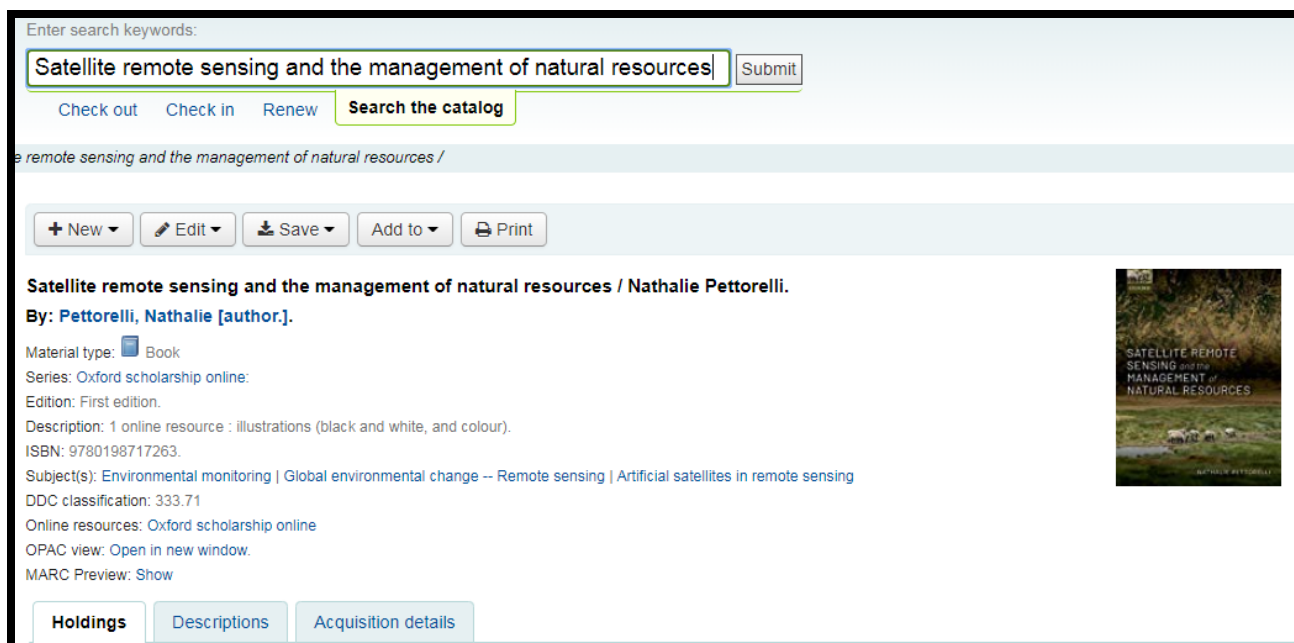 Enter search keywords:
Satellite remote sensing and the management of natural resources
Submit
Check out
Check in
Renew
Search the catalog
e remote sensing and the management of natural resources /
New
Edit
Save
Add to
Print
Satellite remote sensing and the management of natural resources / Nathalie Pettorelli.
By: Pettorelli, Nathalie [author.].
Material type: Book
Series: Oxford scholarship online:
Edition: First edition.
Description: 1 online resource : illustrations (black and white, and colour).
ISBN: 9780198717263.
Subject(s): Environmental monitoring | Global environmental change -- Remote sensing | Artificial satellites in remote sensing
DDC classification: 333.71
Online resources: Oxford scholarship online
OPAC view: Open in new window.
MARC Preview: Show
SATELLITE REMOTE
SENSING and the
MANAGEMENT of
NATURAL RESOURCES
NATHALIE PETTORELLI
Holdings
Descriptions
Acquisition details